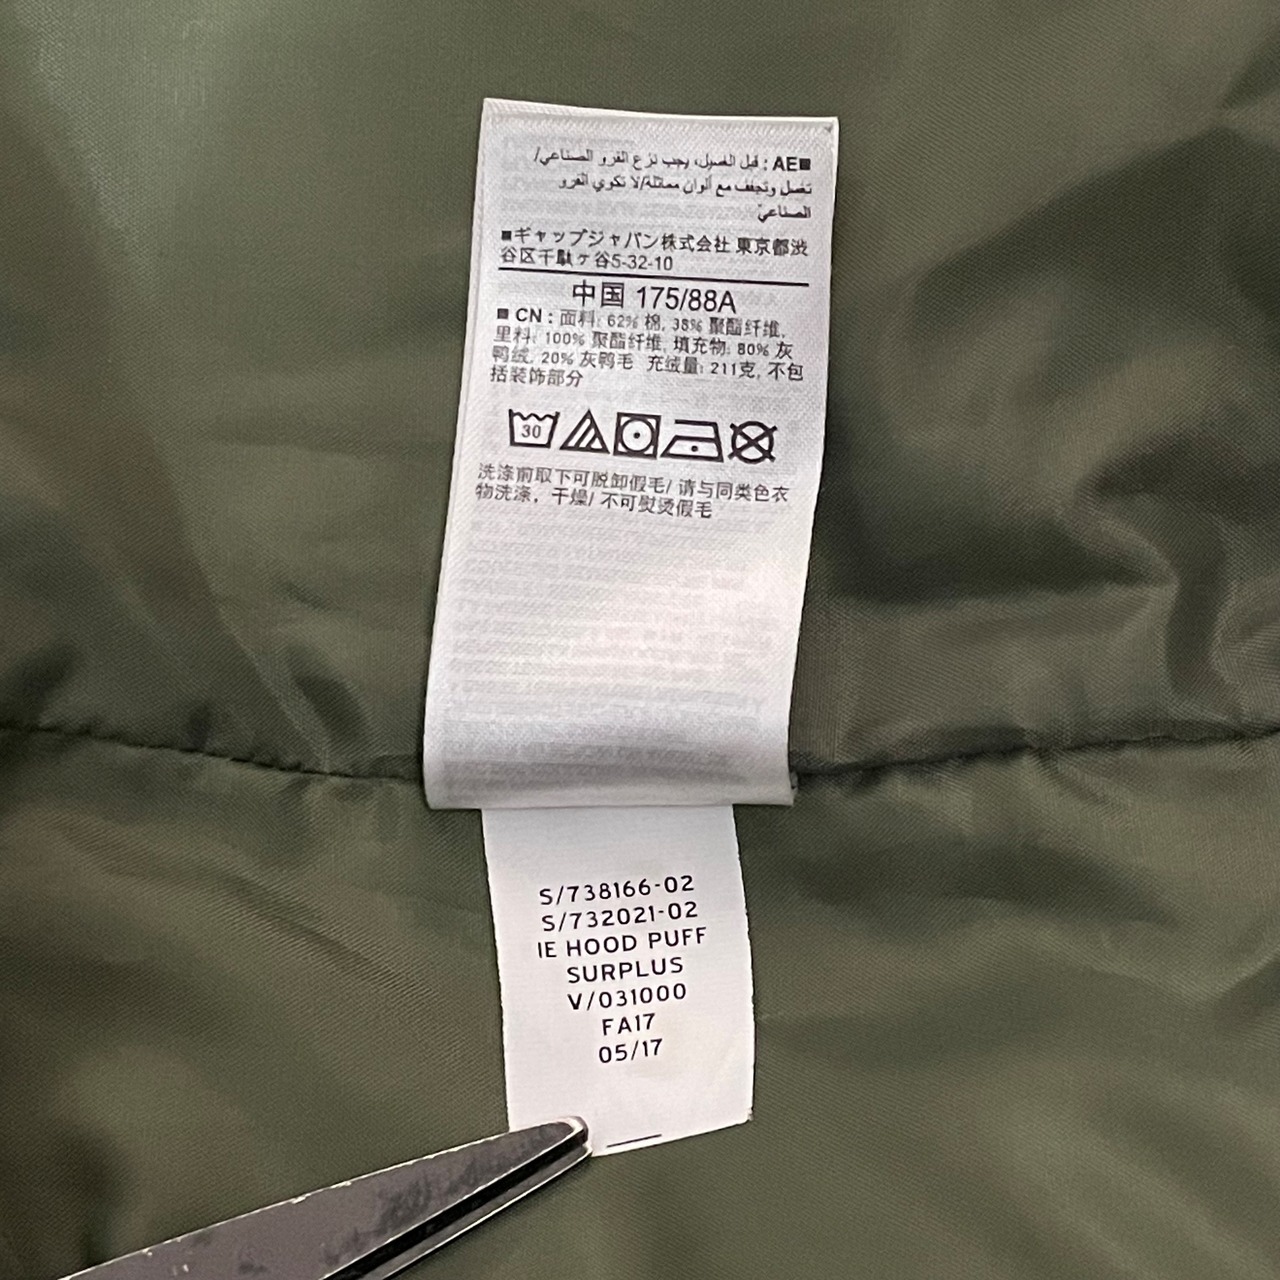 ■AE : قبل الغسيل، يجب نزع الفرو الصناعي/
تغسل وتجفف مع ألوان مماثلة/لا تكوي الفرو
الصناعيّ
■ギャップジャパン株式会社 東京都渋
谷区千駄ヶ谷5-32-10
中国 175/88A
■ CN : 面料: 62% 棉, 38% 聚酯纤维,
里料: 100% 聚酯纤维, 填充物: 80% 灰
鸭绒, 20% 灰鸭毛 充绒量: 211克, 不包
括装饰部分
30
洗涤前取下可脱卸假毛/ 请与同类色衣
物洗涤，干燥/ 不可熨烫假毛
S/738166-02
S/732021-02
IE HOOD PUFF
SURPLUS
V/031000
FA17
05/17